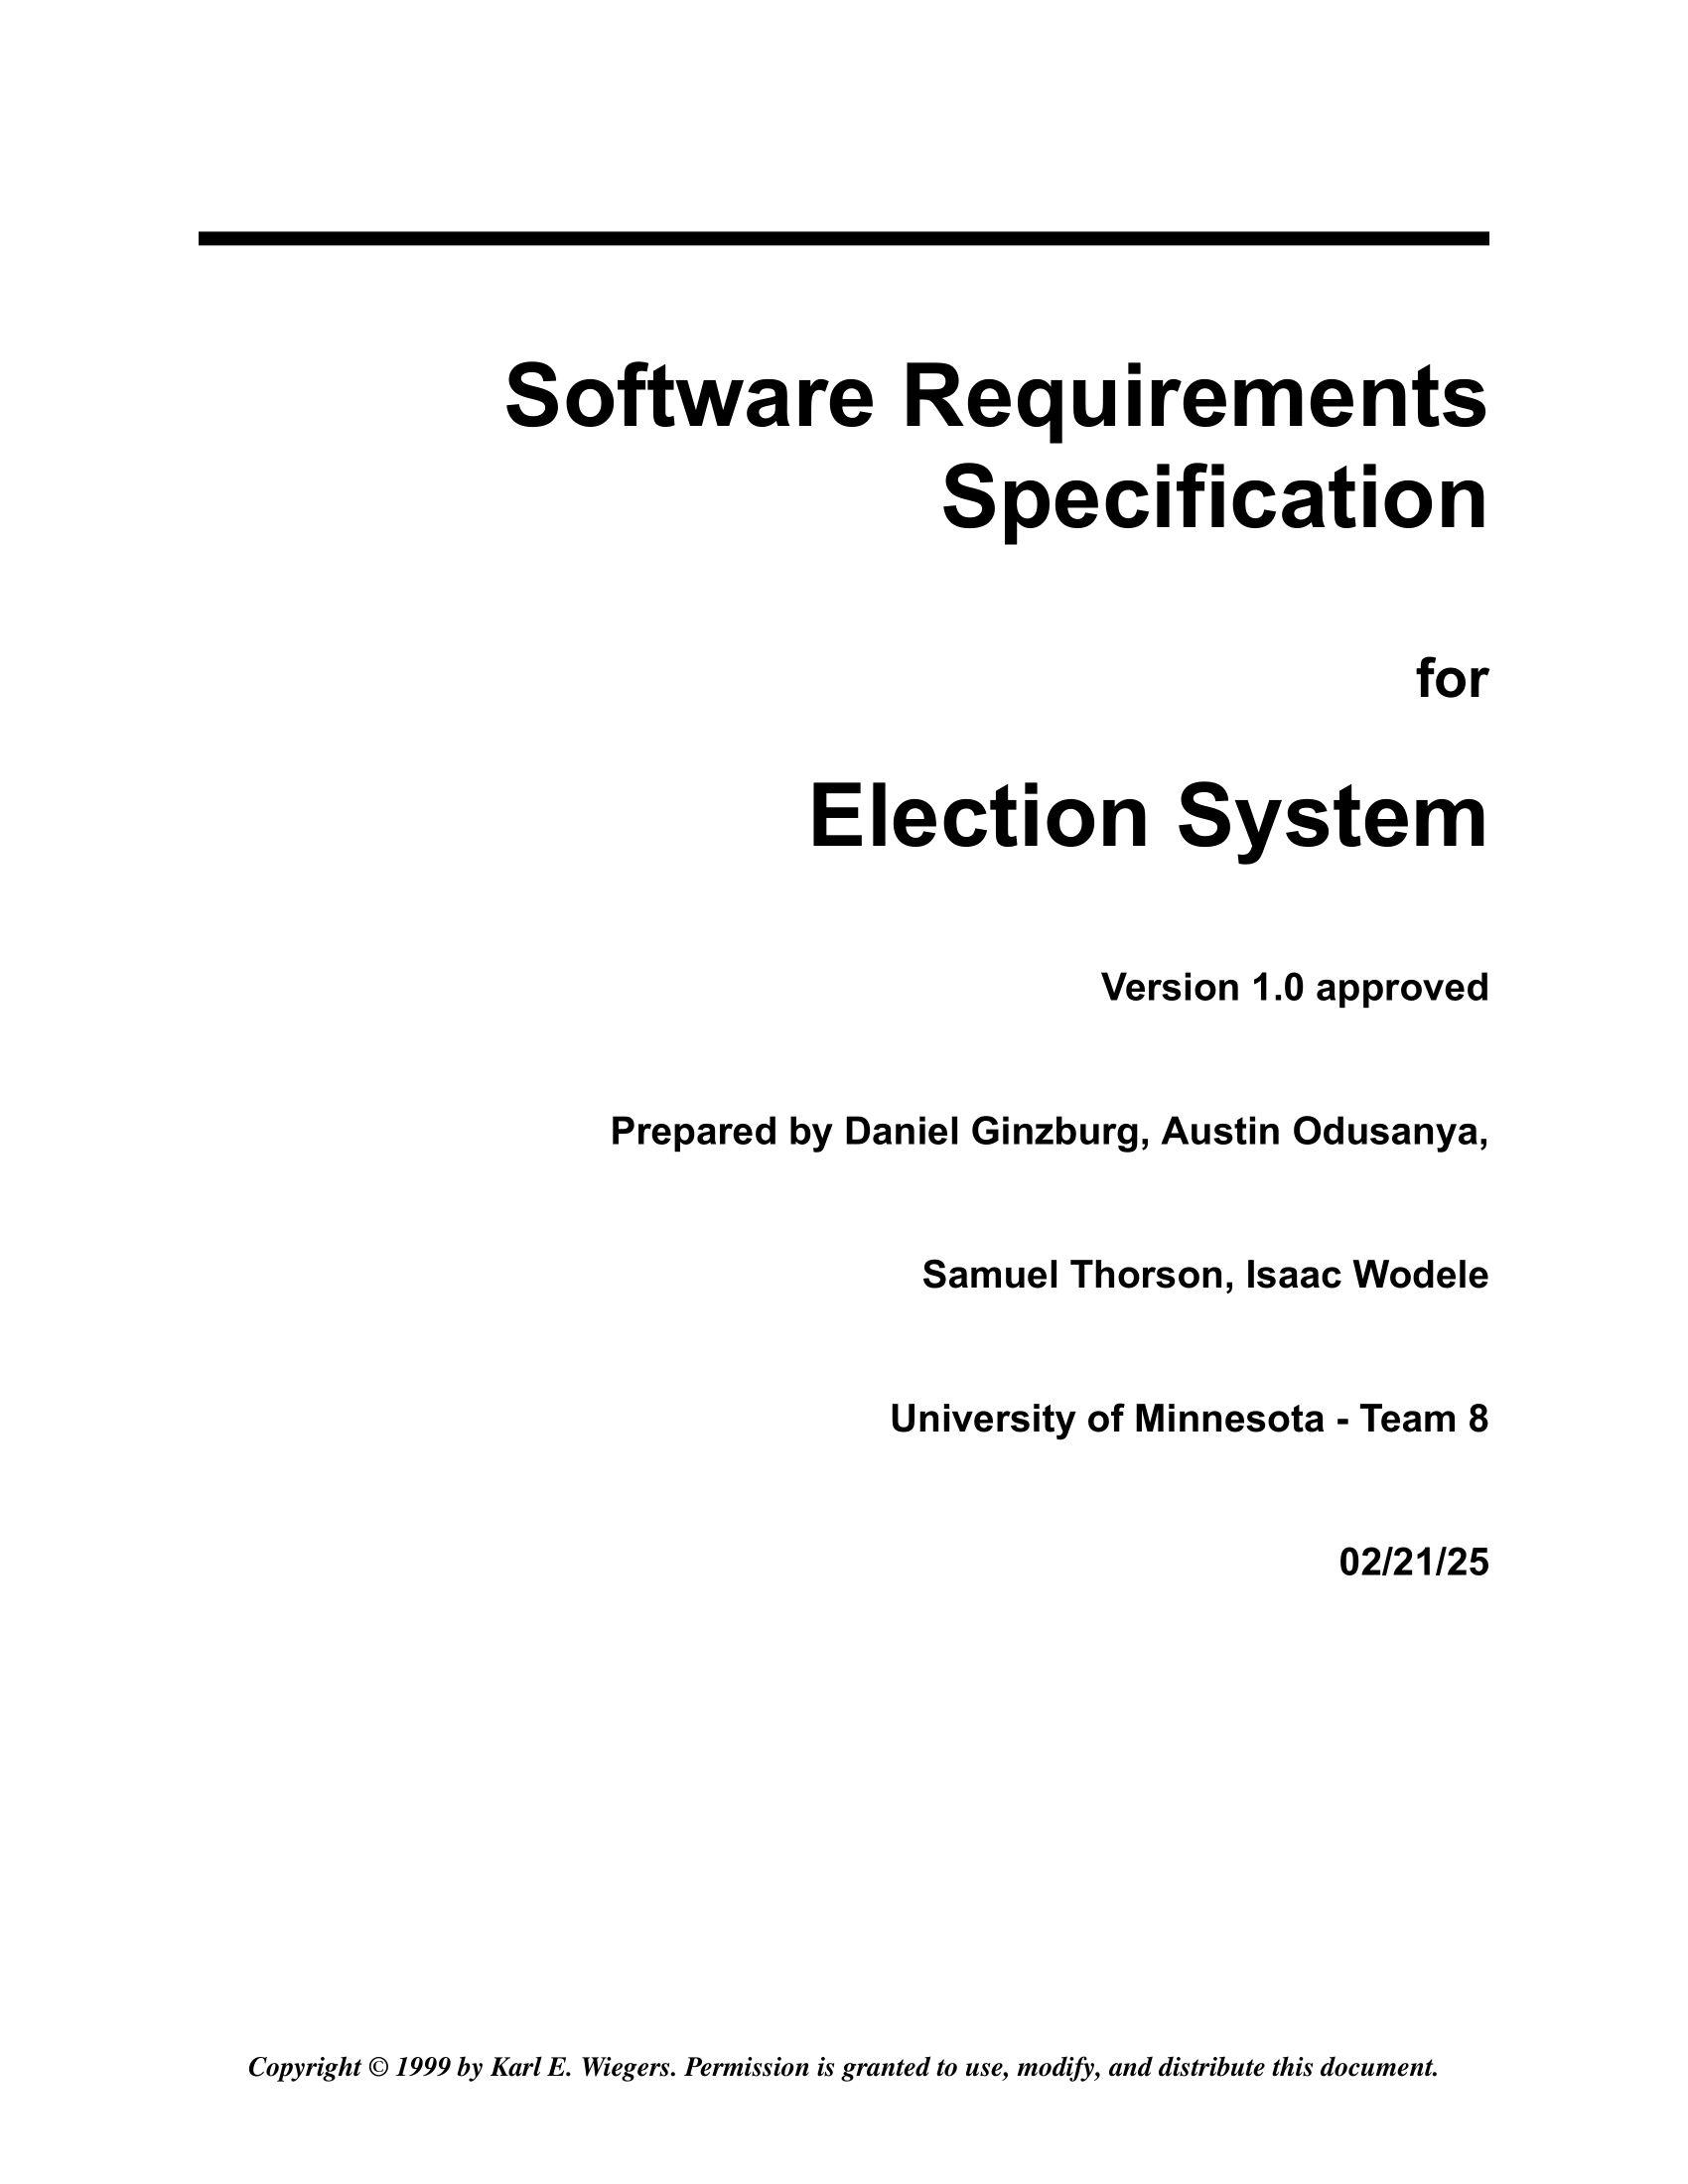 Software Requirements
Specification
for
Election System
Version 1.0 approved
Prepared by Daniel Ginzburg, Austin Odusanya,
Samuel Thorson, Isaac Wodele
University of Minnesota - Team 8
02/21/25
Copyright © 1999 by Karl E. Wiegers. Permission is granted to use, modify, and distribute this document.